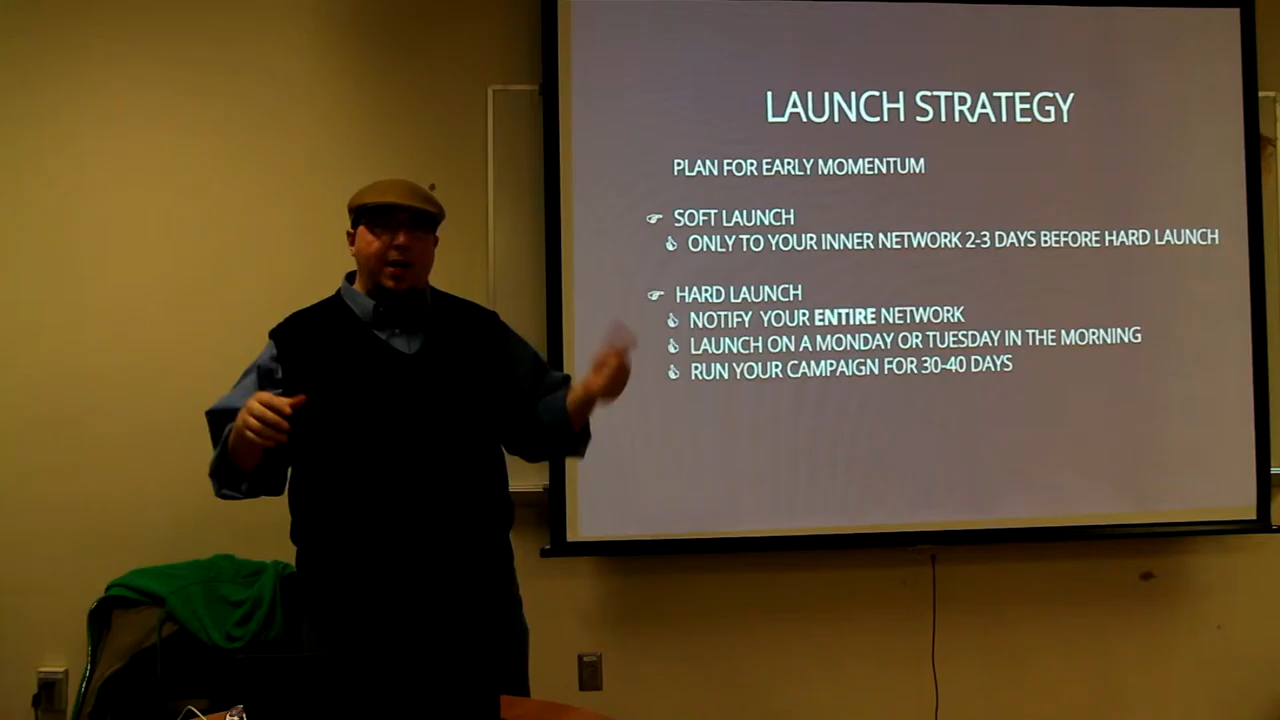 LAUNCH STRATEGY
PLAN FOR EARLY MOMENTUM
SOFT LAUNCH
ONLY TO YOUR INNER NETWORK 2-3 DAYS BEFORE HARD LAUNCH
HARD LAUNCH
NOTIFY YOUR ENTIRE NETWORK
LAUNCH ON A MONDAY OR TUESDAY IN THE MORNING
RUN YOUR CAMPAIGN FOR 30-40 DAYS